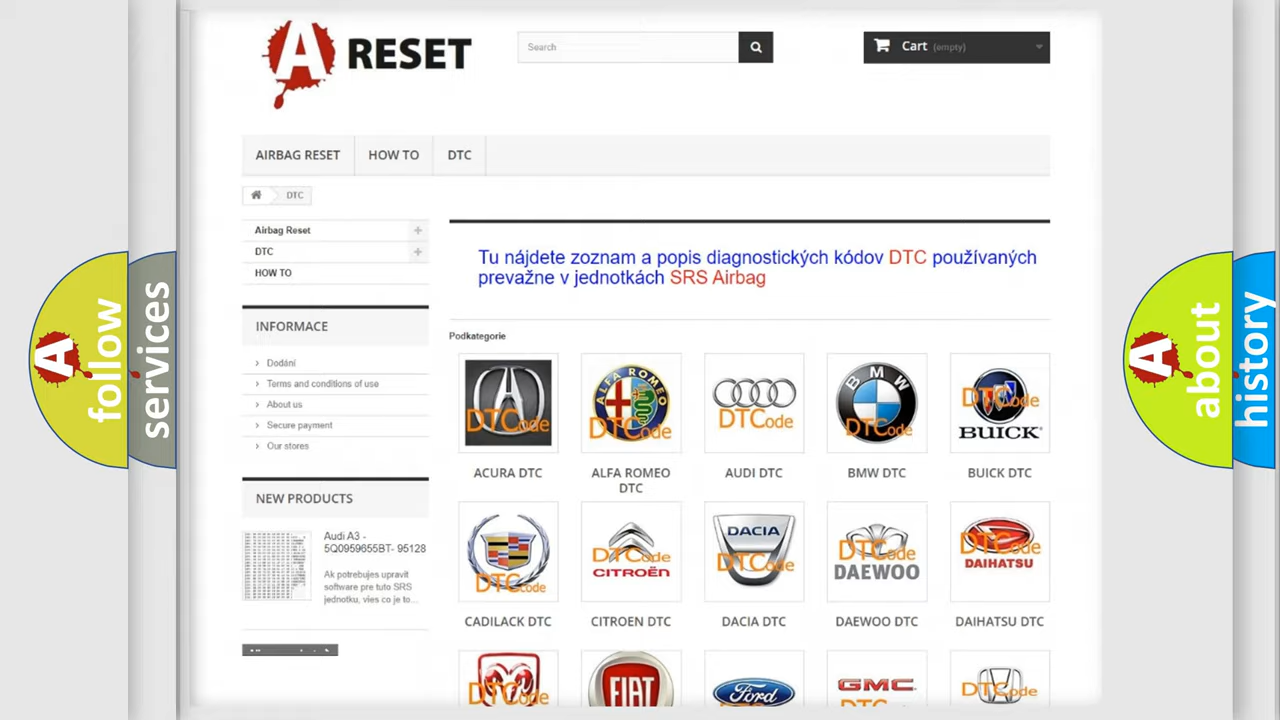 A RESET
Search
Cart (empty)
AIRBAG RESET
HOW TO
DTC
DTC
Airbag Reset
DTC
HOW TO
INFORMACE
Dodání
Terms and conditions of use
About us
Secure payment
Our stores
NEW PRODUCTS
Audi A3 -
5Q0959655BT- 95128
Ak potrebujes upravit
software pre tuto SRS
jednotku, vies co je to...
Tu nájdete zoznam a popis diagnostických kódov DTC používaných
prevažne v jednotkách SRS Airbag
Podkategorie
DTCode
ALFA ROMEO
DTCode
DTCode
BMW
DTCode
DTCode
BUICK
ACURA DTC
ALFA ROMEO
DTC
AUDI DTC
BMW DTC
BUICK DTC
DTCode
DTCode
CITROËN
DACIA
DTCode
DTCode
DAEWOO
DTCode
DAIHATSU
CADILACK DTC
CITROEN DTC
DACIA DTC
DAEWOO DTC
DAIHATSU DTC
DTCode
FIAT
Ford
DTCode
GMC
DTCode
A
follow
services
A
about
history